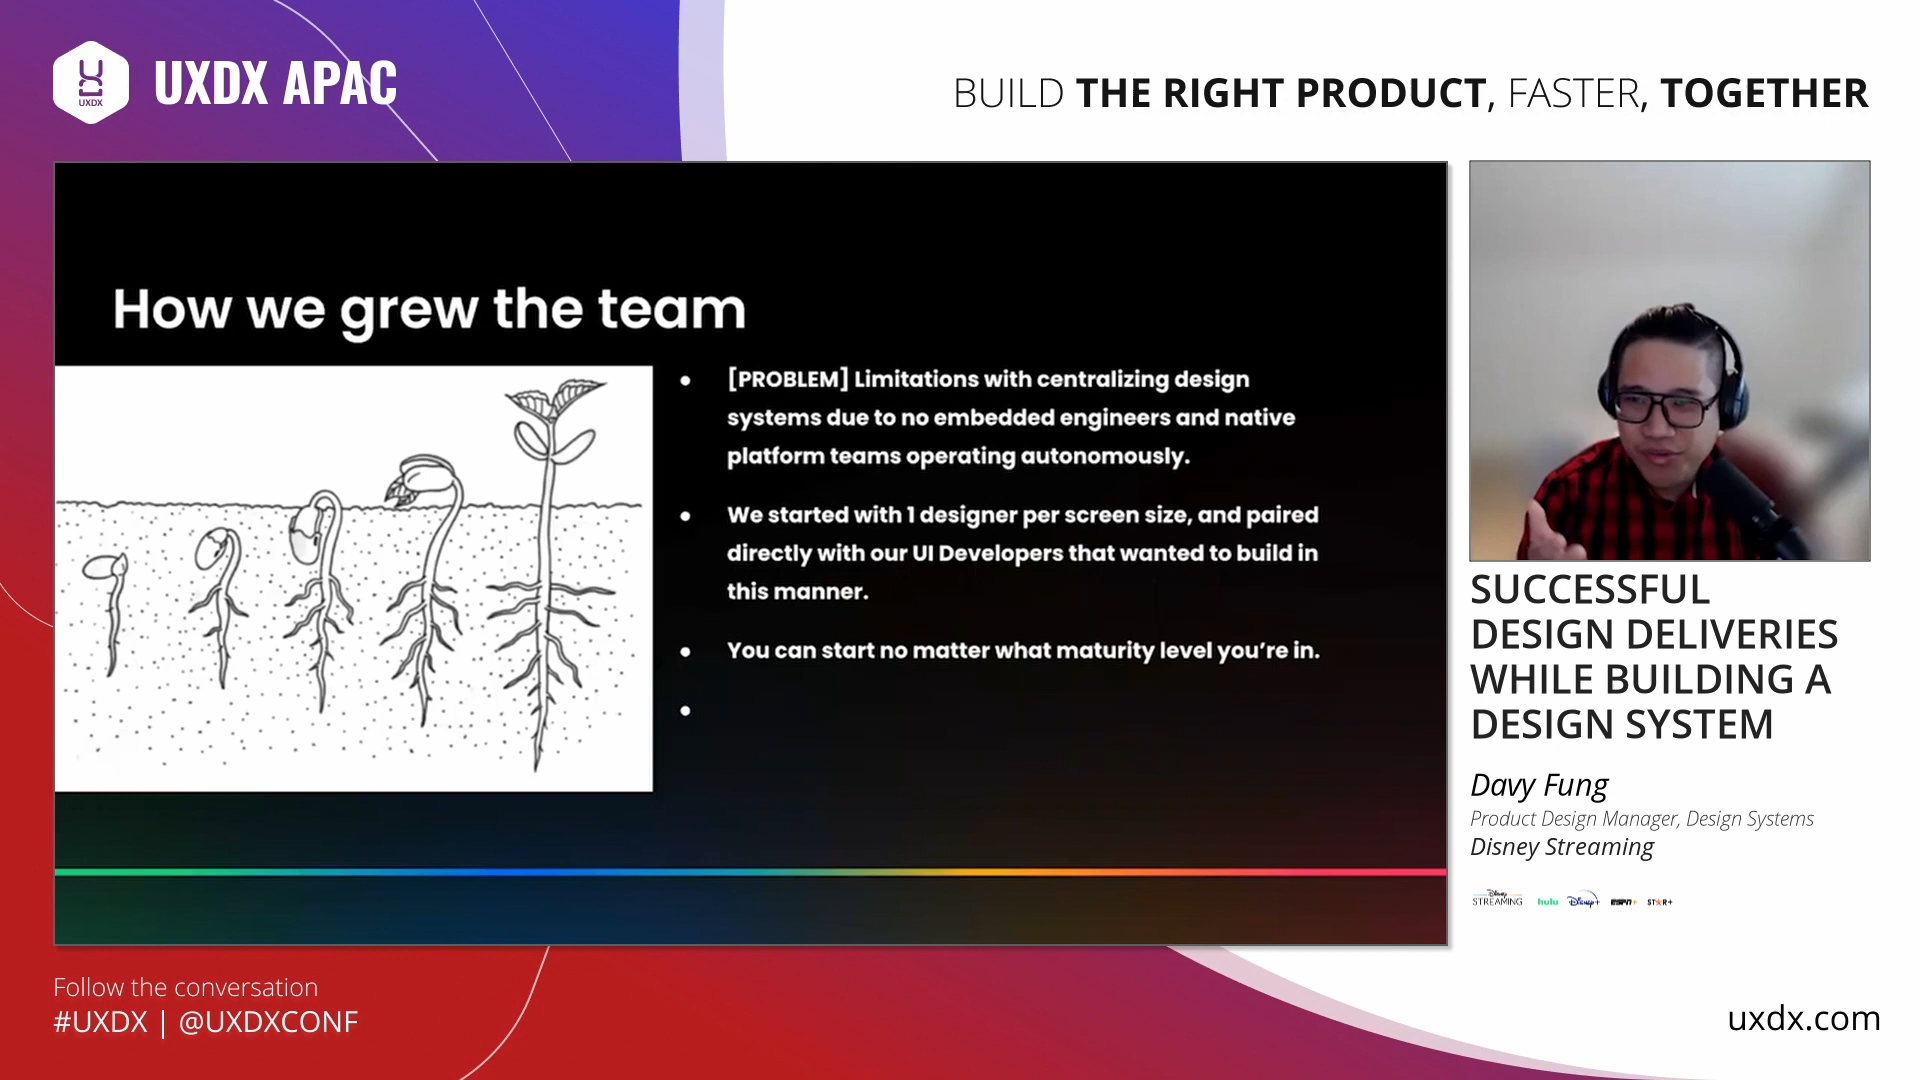 UXDX
UXDX APAC
BUILD THE RIGHT PRODUCT, FASTER, TOGETHER
How we grew the team
• [PROBLEM] Limitations with centralizing design
systems due to no embedded engineers and native
platform teams operating autonomously.
• We started with 1 designer per screen size, and paired
directly with our UI Developers that wanted to build in
this manner.
• You can start no matter what maturity level you’re in.
•
SUCCESSFUL
DESIGN DELIVERIES
WHILE BUILDING A
DESIGN SYSTEM
Davy Fung
Product Design Manager, Design Systems
Disney Streaming
Disney STREAMING hulu Disney+ ESPN+ STAR+
Follow the conversation
#UXDX | @UXDXCONF
uxdx.com